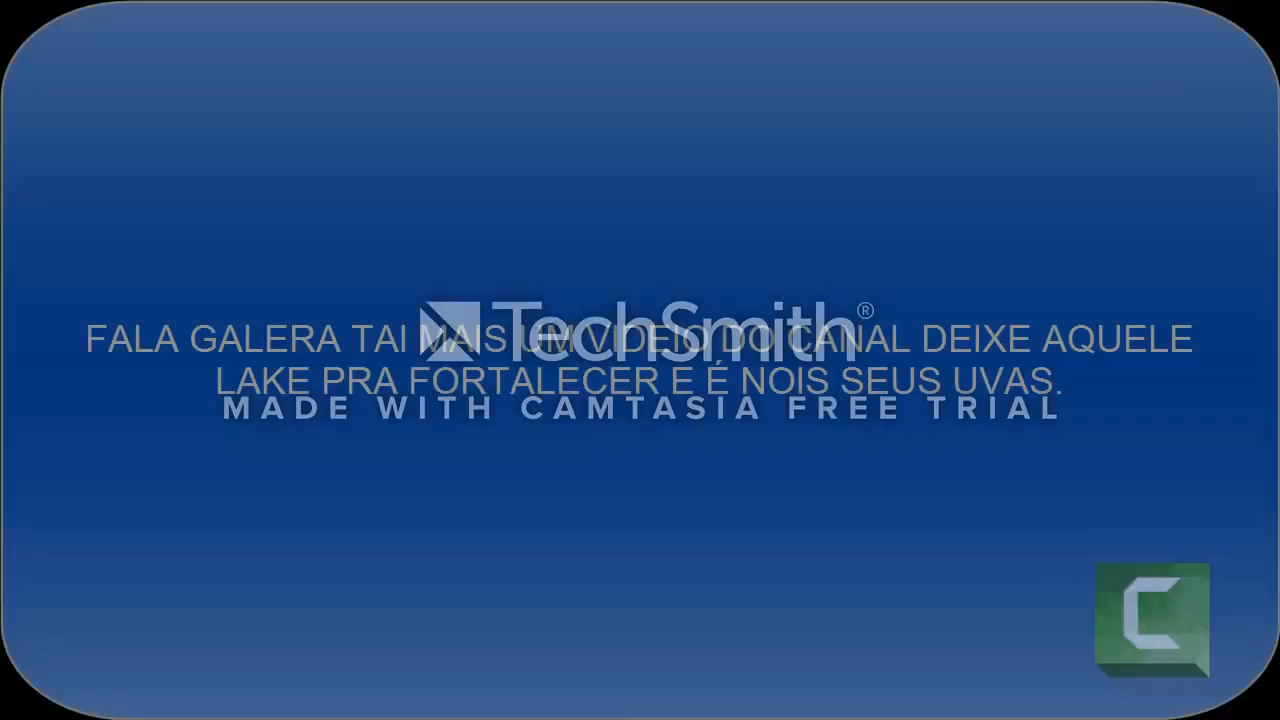 TechSmith®
FALA GALERA TAI MAIS UM VIDEIO DO CANAL DEIXE AQUELE
LAKE PRA FORTALECER E É NOIS SEUS UVAS.
MADE WITH CAMTASIA FREE TRIAL
C